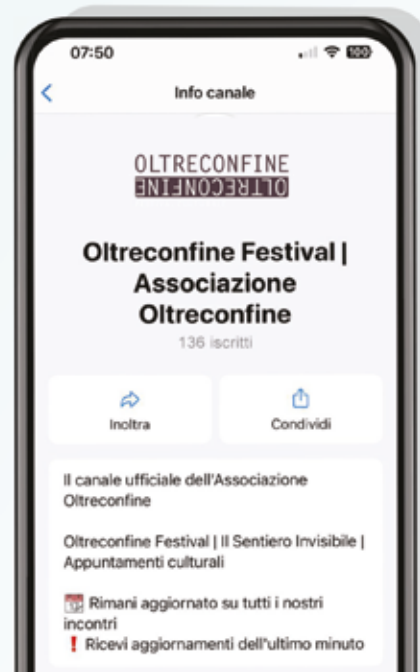 07:50
100
Info canale
OLTRECONFINE
OLTRECONFINE
Oltreconfine Festival |
Associazione
Oltreconfine
136 iscritti
Inoltra
Condividi
Il canale ufficiale dell'Associazione
Oltreconfine
Oltreconfine Festival | Il Sentiero Invisibile |
Appuntamenti culturali
📆 Rimani aggiornato su tutti i nostri
incontri
❗ Ricevi aggiornamenti dell'ultimo minuto